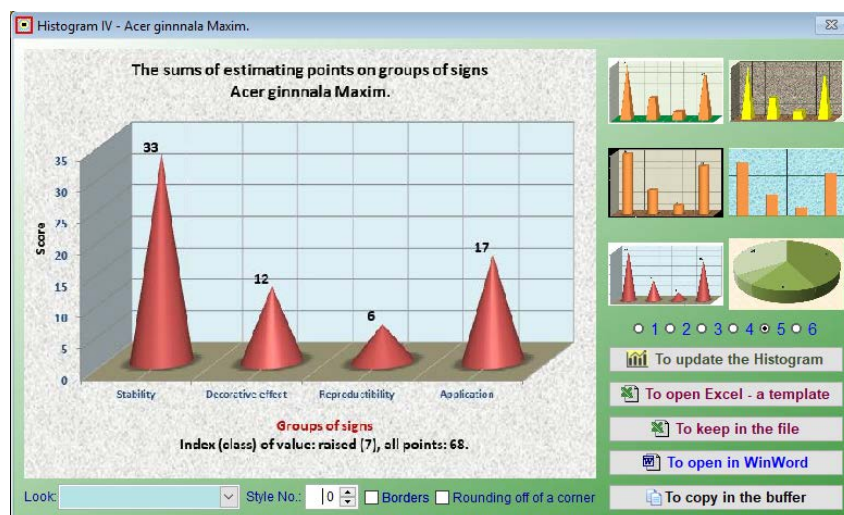 Histogram IV - Acer ginnnala Maxim.
The sums of estimating points on groups of signs
Acer ginnnala Maxim.
33
12
6
17
Score
35
30
25
20
15
10
5
0
Stability
Decorative effect
Reproductibility
Application
Groups of signs
Index (class) of value: raised (7), all points: 68.
1 2 3 4 5 6
To update the Histogram
To open Excel - a template
To keep in the file
To open in WinWord
To copy in the buffer
Look:
Style No.: 0 Borders Rounding off of a corner